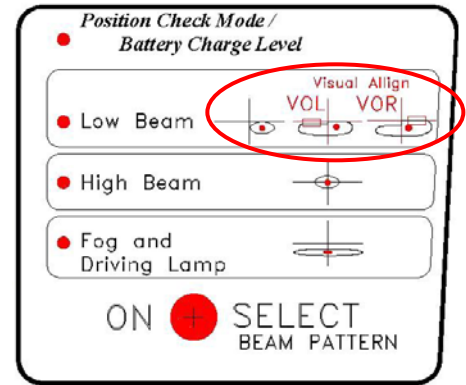 Position Check Mode /
Battery Charge Level
Visual Allign
VOL VOR
Low Beam
High Beam
Fog and
Driving Lamp
ON SELECT
BEAM PATTERN